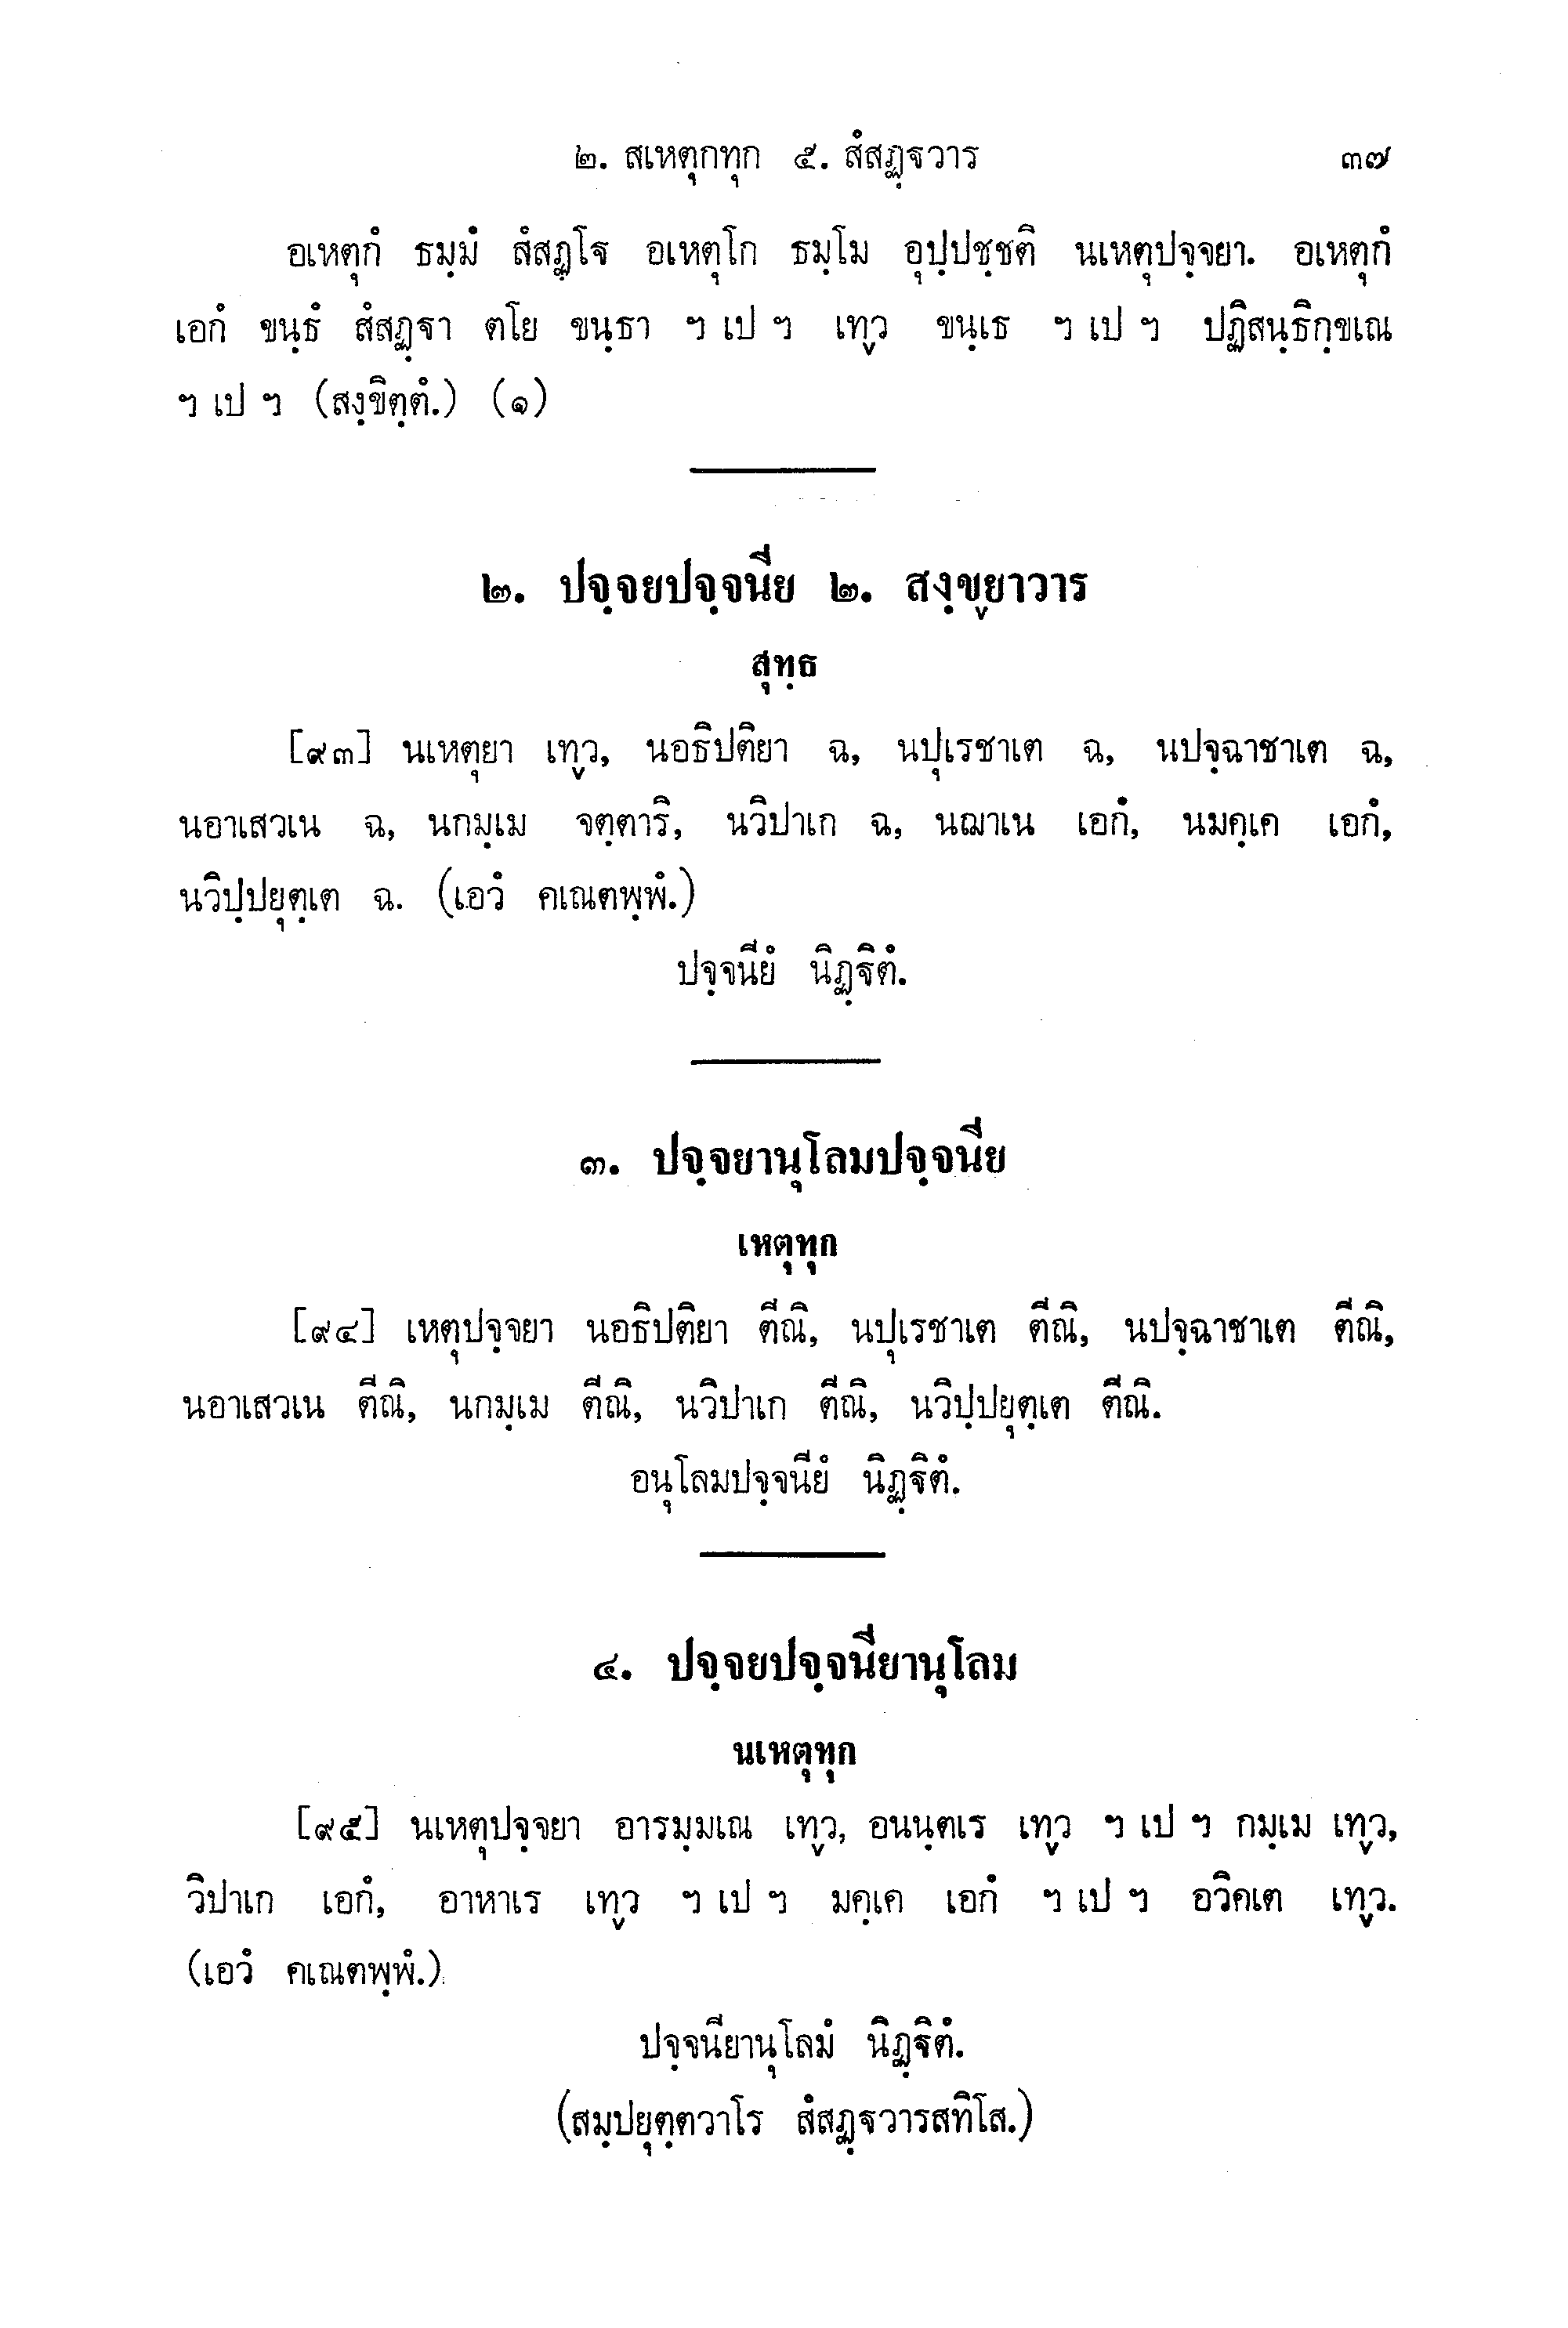 ๒. สเหตุกทุก ๕. สํสฏฺฐวาร ๓๗
อเหตุกํ ธมฺมํ สํสฏฺโฐ อเหตุโก ธมฺโม อุปฺปชฺชติ นเหตุปจฺจยา. อเหตุกํ
เอกํ ขนฺธํ สํสฏฺฐา ตโย ขนฺธา ฯ เป ฯ เทฺว ขนฺเธ ฯ เป ฯ ปฏิสนฺธิกฺขเณ
ฯ เป ฯ (สงฺขิตฺตํ.) (๑)
๒. ปจฺจยปจฺจนีย ๒. สงฺขฺยาวาร
สุทฺธ
[๙๓] นเหตุยา เทฺว, นอธิปติยา ฉ, นปุเรชาเต ฉ, นปจฺฉาชาเต ฉ,
นอาเสวเน ฉ, นกมฺเม จตฺตาริ, นวิปาเก ฉ, นฌาเน เอกํ, นมคฺเค เอกํ,
นวิปฺปยุตฺเต ฉ. (เอวํ คเณตพฺพํ.)
ปจฺจนียํ นิฏฺฐิตํ.
๓. ปจฺจยานุโลมปจฺจนีย
เหตุทุก
[๙๔] เหตุปจฺจยา นอธิปติยา ตีณิ, นปุเรชาเต ตีณิ, นปจฺฉาชาเต ตีณิ,
นอาเสวเน ตีณิ, นกมฺเม ตีณิ, นวิปาเก ตีณิ, นวิปฺปยุตฺเต ตีณิ.
อนุโลมปจฺจนียํ นิฏฺฐิตํ.
๔. ปจฺจยปจฺจนียานุโลม
นเหตุทุก
[๙๕] นเหตุปจฺจยา อารมฺมเณ เทฺว, อนนฺตเร เทฺว ฯ เป ฯ กมฺเม เทฺว,
วิปาเก เอกํ, อาหาเร เทฺว ฯ เป ฯ มคฺเค เอกํ ฯ เป ฯ อวิคเต เทฺว.
(เอวํ คเณตพฺพํ.)
ปจฺจนียานุโลมํ นิฏฺฐิตํ.
(สมฺปยุตฺตวาโร สํสฏฺฐวารสทิโส.)